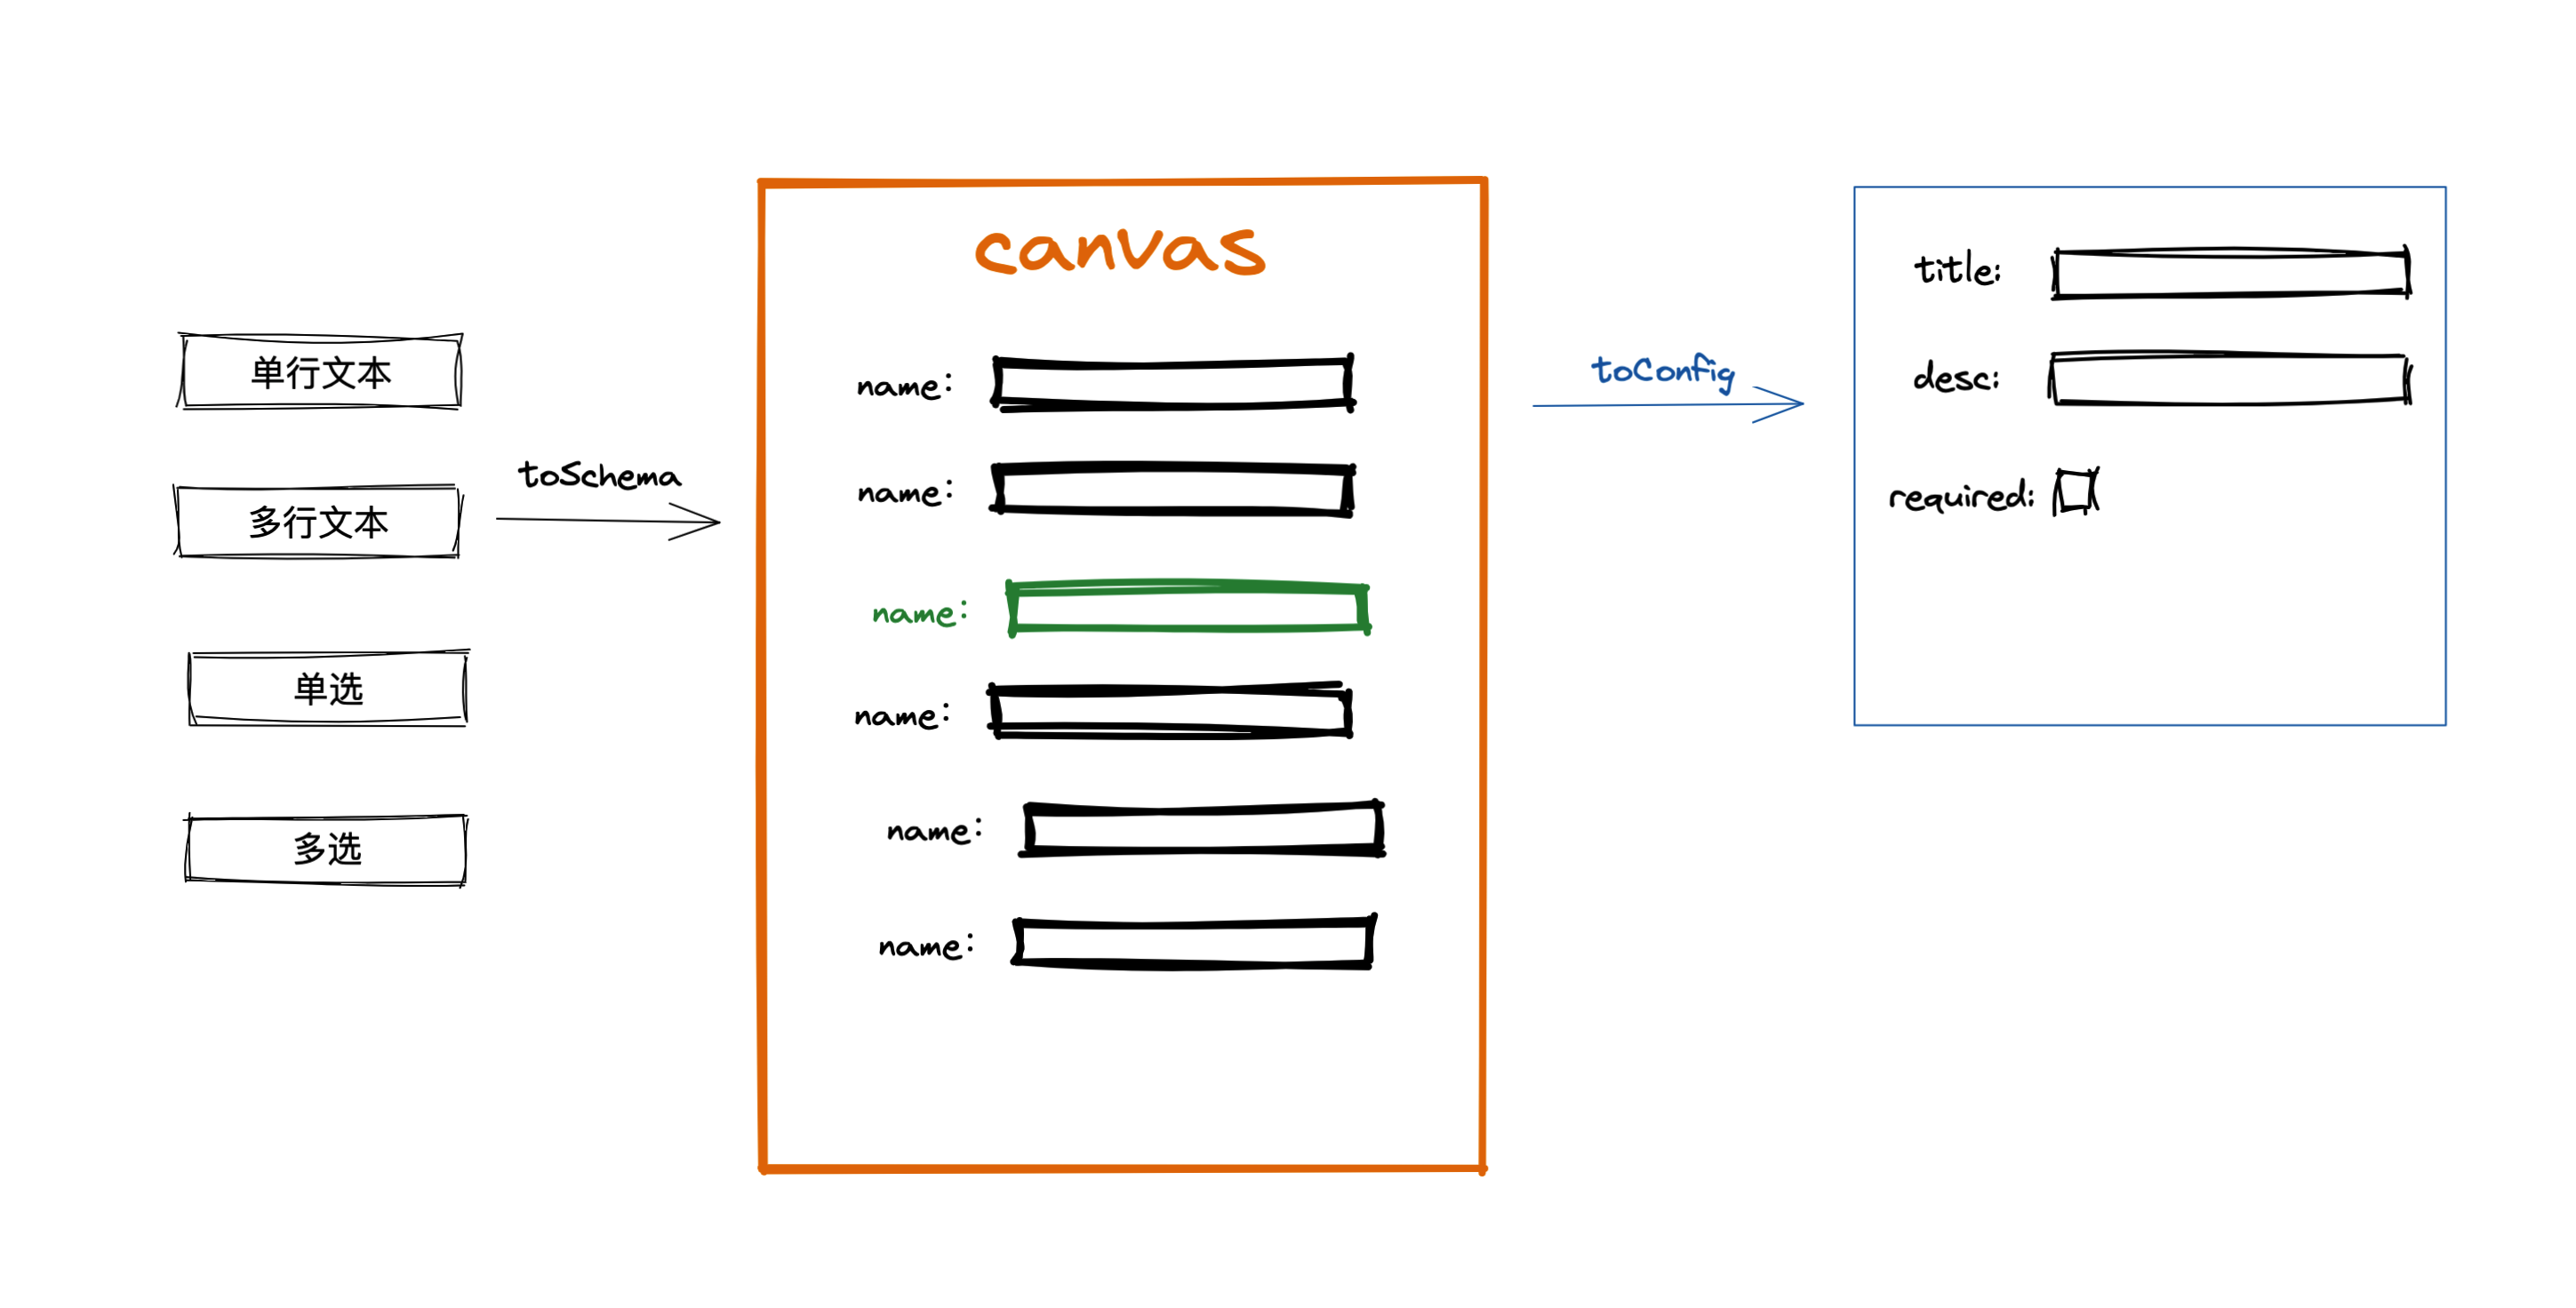 单行文本
多行文本
单选
多选
toSchema
canvas
name:
name:
name:
name:
name:
name:
toConfig
title:
desc:
required: